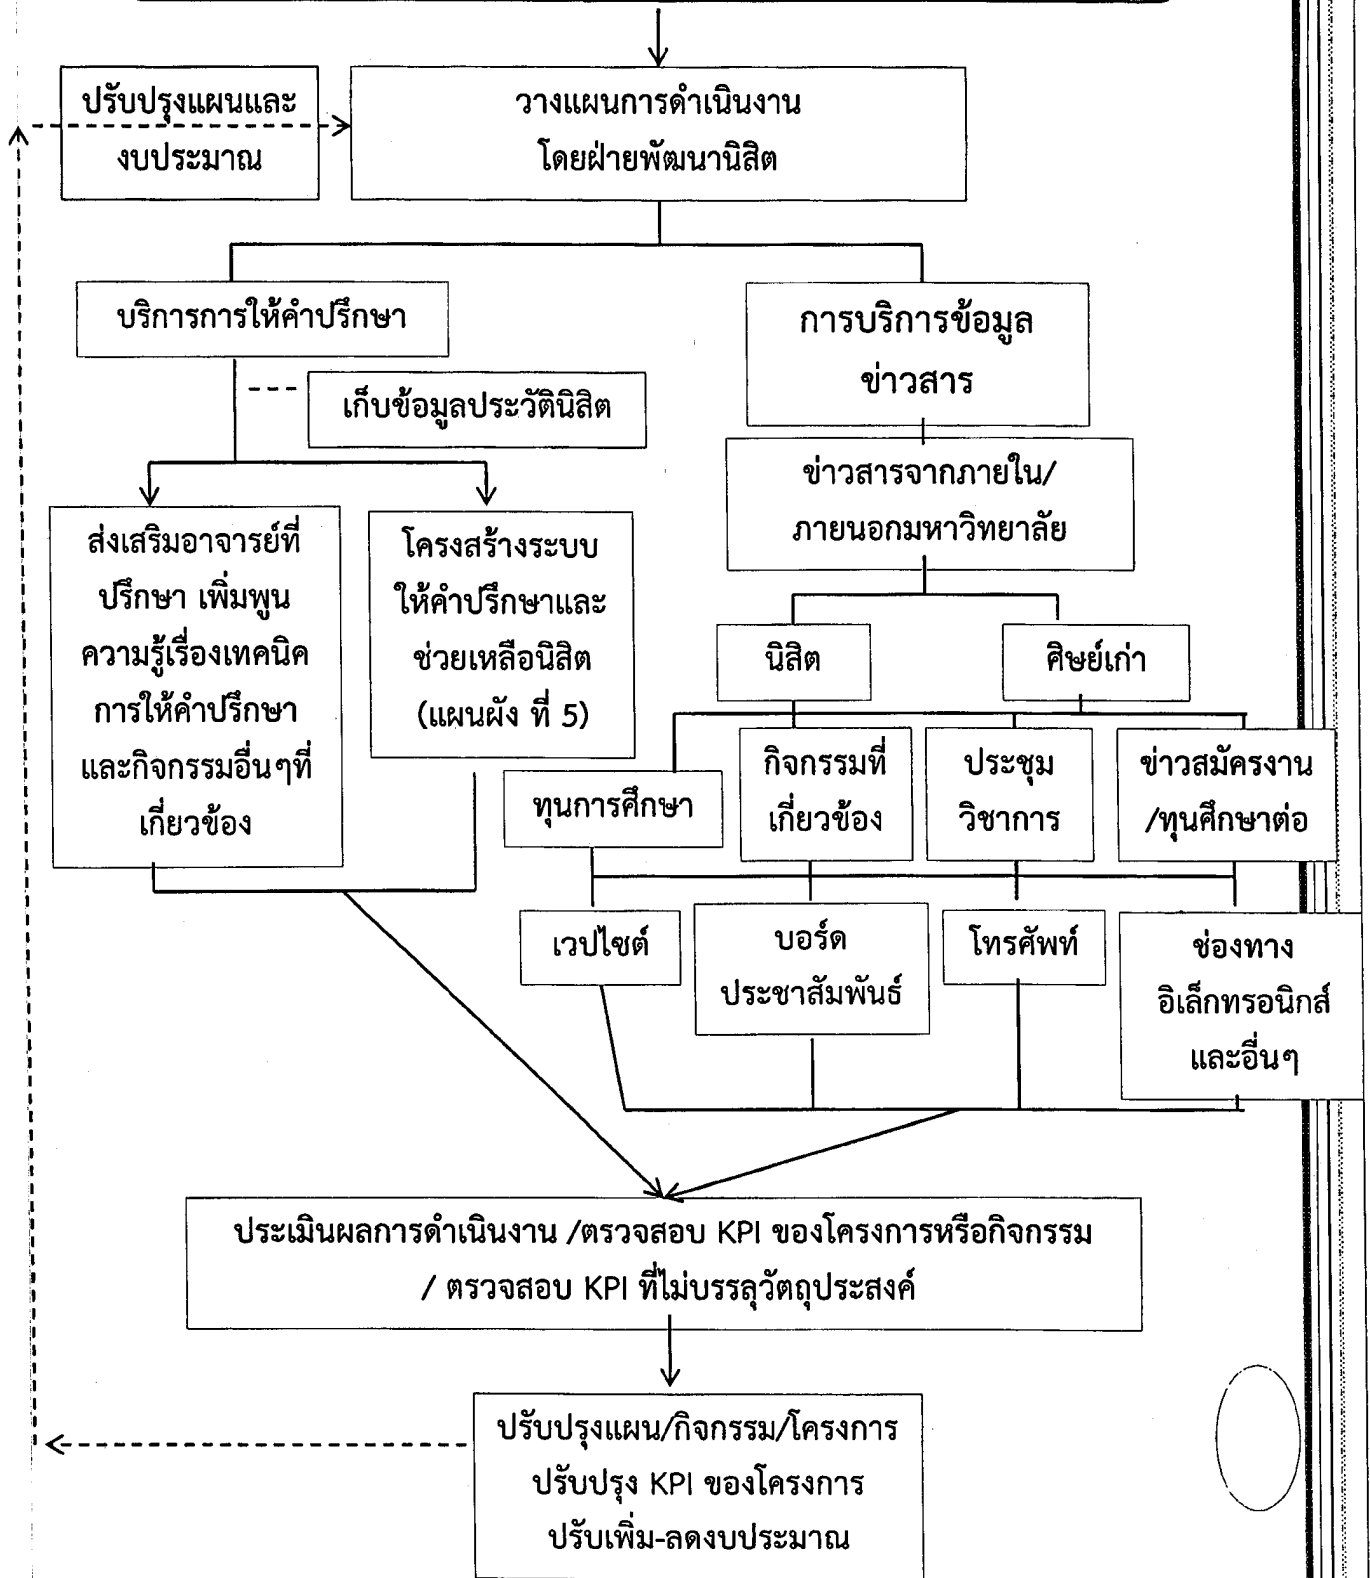 ปรับปรุงแผนและ
งบประมาณ
วางแผนการดำเนินงาน
โดยฝ่ายพัฒนานิสิต
บริการการให้คำปรึกษา
การบริการข้อมูล
ข่าวสาร
เก็บข้อมูลประวัตินิสิต
ข่าวสารจากภายใน/
ภายนอกมหาวิทยาลัย
ส่งเสริมอาจารย์ที่
ปรึกษา เพิ่มพูน
ความรู้เรื่องเทคนิค
การให้คำปรึกษา
และกิจกรรมอื่นๆที่
เกี่ยวข้อง
โครงสร้างระบบ
ให้คำปรึกษาและ
ช่วยเหลือนิสิต
(แผนผัง ที่ 5)
นิสิต
ศิษย์เก่า
ทุนการศึกษา
กิจกรรมที่
เกี่ยวข้อง
ประชุม
วิชาการ
ข่าวสมัครงาน
/ทุนศึกษาต่อ
เวปไซต์
บอร์ด
ประชาสัมพันธ์
โทรศัพท์
ช่องทาง
อิเล็กทรอนิกส์
และอื่นๆ
ประเมินผลการดำเนินงาน /ตรวจสอบ KPI ของโครงการหรือกิจกรรม
/ ตรวจสอบ KPI ที่ไม่บรรลุวัตถุประสงค์
ปรับปรุงแผน/กิจกรรม/โครงการ
ปรับปรุง KPI ของโครงการ
ปรับเพิ่ม-ลดงบประมาณ